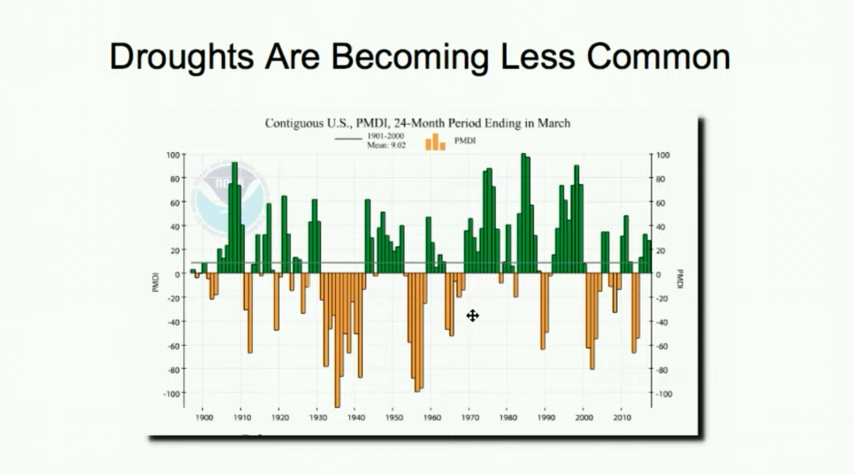 Droughts Are Becoming Less Common
Contiguous U.S., PMDI, 24-Month Period Ending in March
1901-2000
Mean: 9.02
PMDI
100 100
80 80
60 60
40 40
20 20
0 0
-20 -20
-40 -40
-60 -60
-80 -80
-100 -100
PMDI PMDI
1900 1910 1920 1930 1940 1950 1960 1970 1980 1990 2000 2010